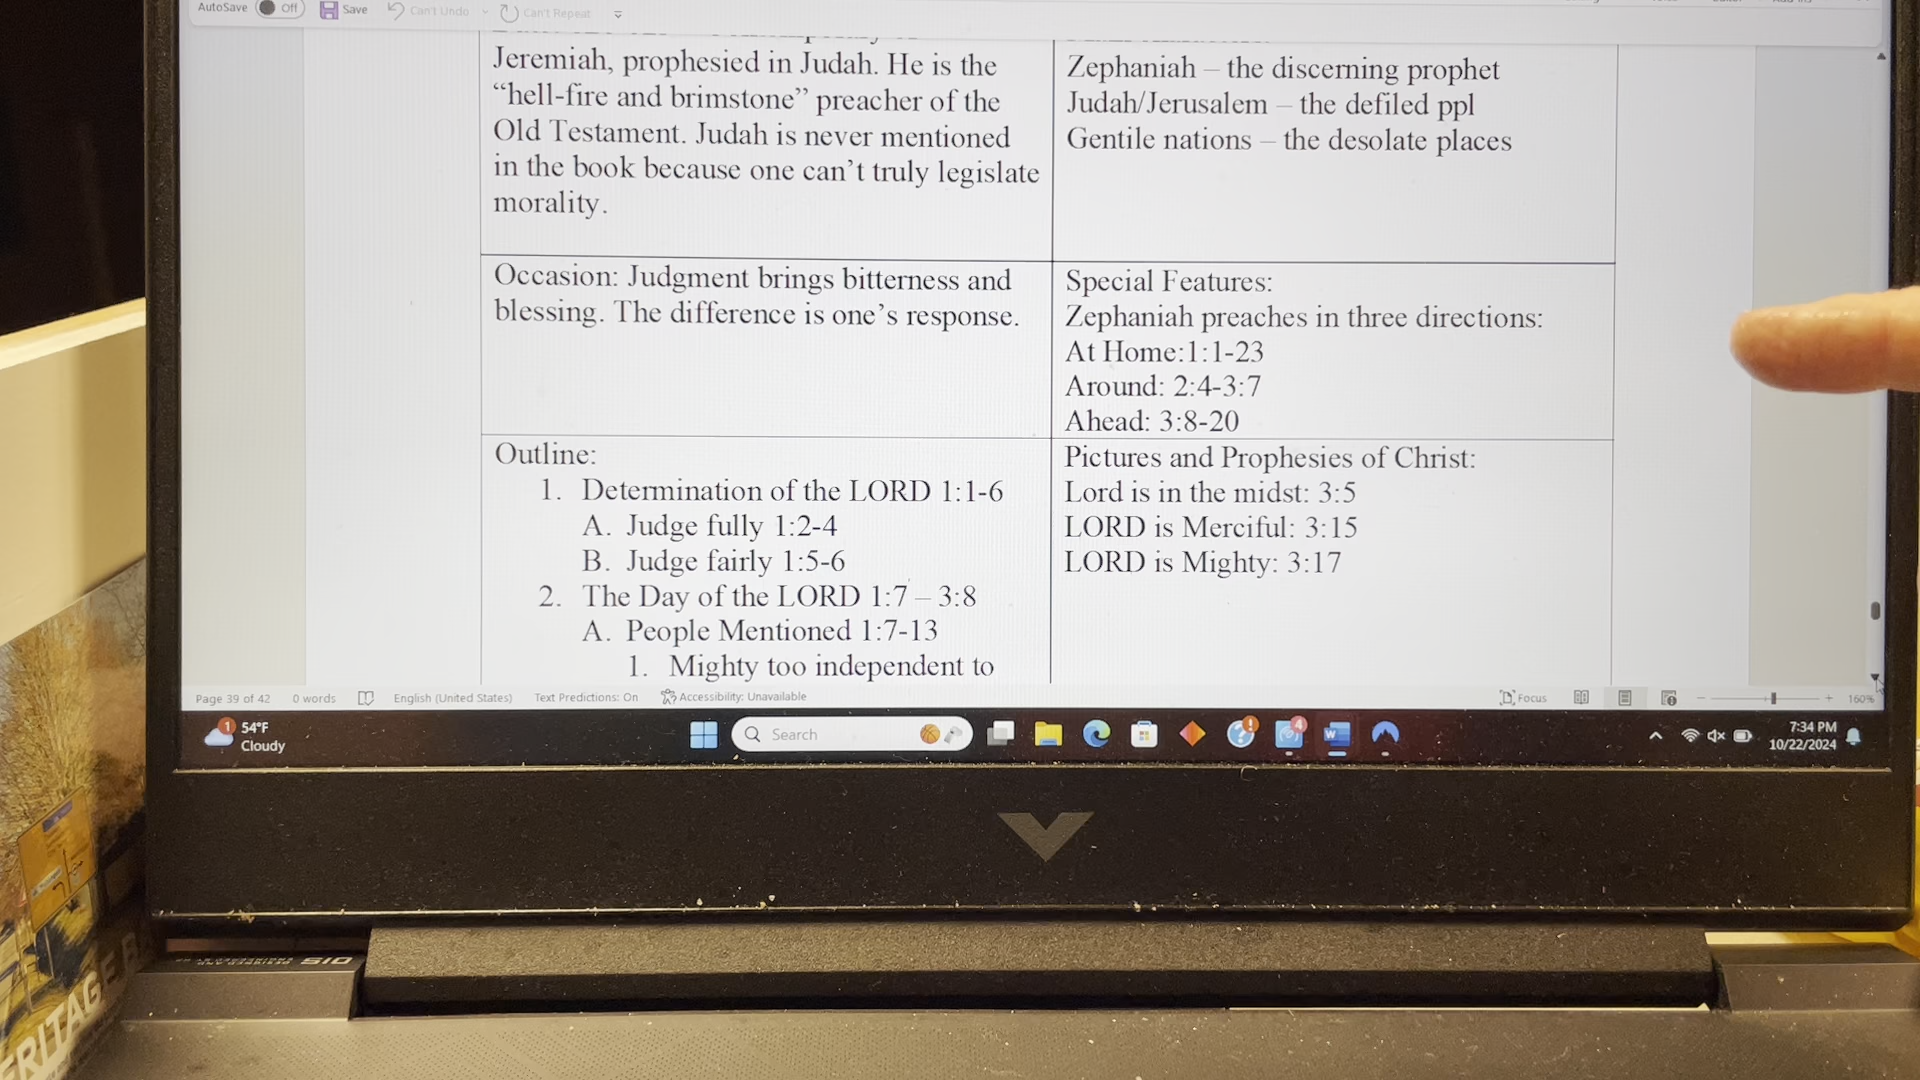 AutoSave Off Save Can't Undo Can't Repeat
Jeremiah, prophesied in Judah. He is the
“hell-fire and brimstone” preacher of the
Old Testament. Judah is never mentioned
in the book because one can’t truly legislate
morality.
Zephaniah – the discerning prophet
Judah/Jerusalem – the defiled ppl
Gentile nations – the desolate places
Occasion: Judgment brings bitterness and
blessing. The difference is one’s response.
Special Features:
Zephaniah preaches in three directions:
At Home:1:1-23
Around: 2:4-3:7
Ahead: 3:8-20
Outline:
1. Determination of the LORD 1:1-6
A. Judge fully 1:2-4
B. Judge fairly 1:5-6
2. The Day of the LORD 1:7 – 3:8
A. People Mentioned 1:7-13
1. Mighty too independent to
Pictures and Prophesies of Christ:
Lord is in the midst: 3:5
LORD is Merciful: 3:15
LORD is Mighty: 3:17
Page 39 of 42 0 words English (United States) Text Predictions: On Accessibility: Unavailable Focus 160%
1 54°F
Cloudy
Search
4
W
7:34 PM
10/22/2024